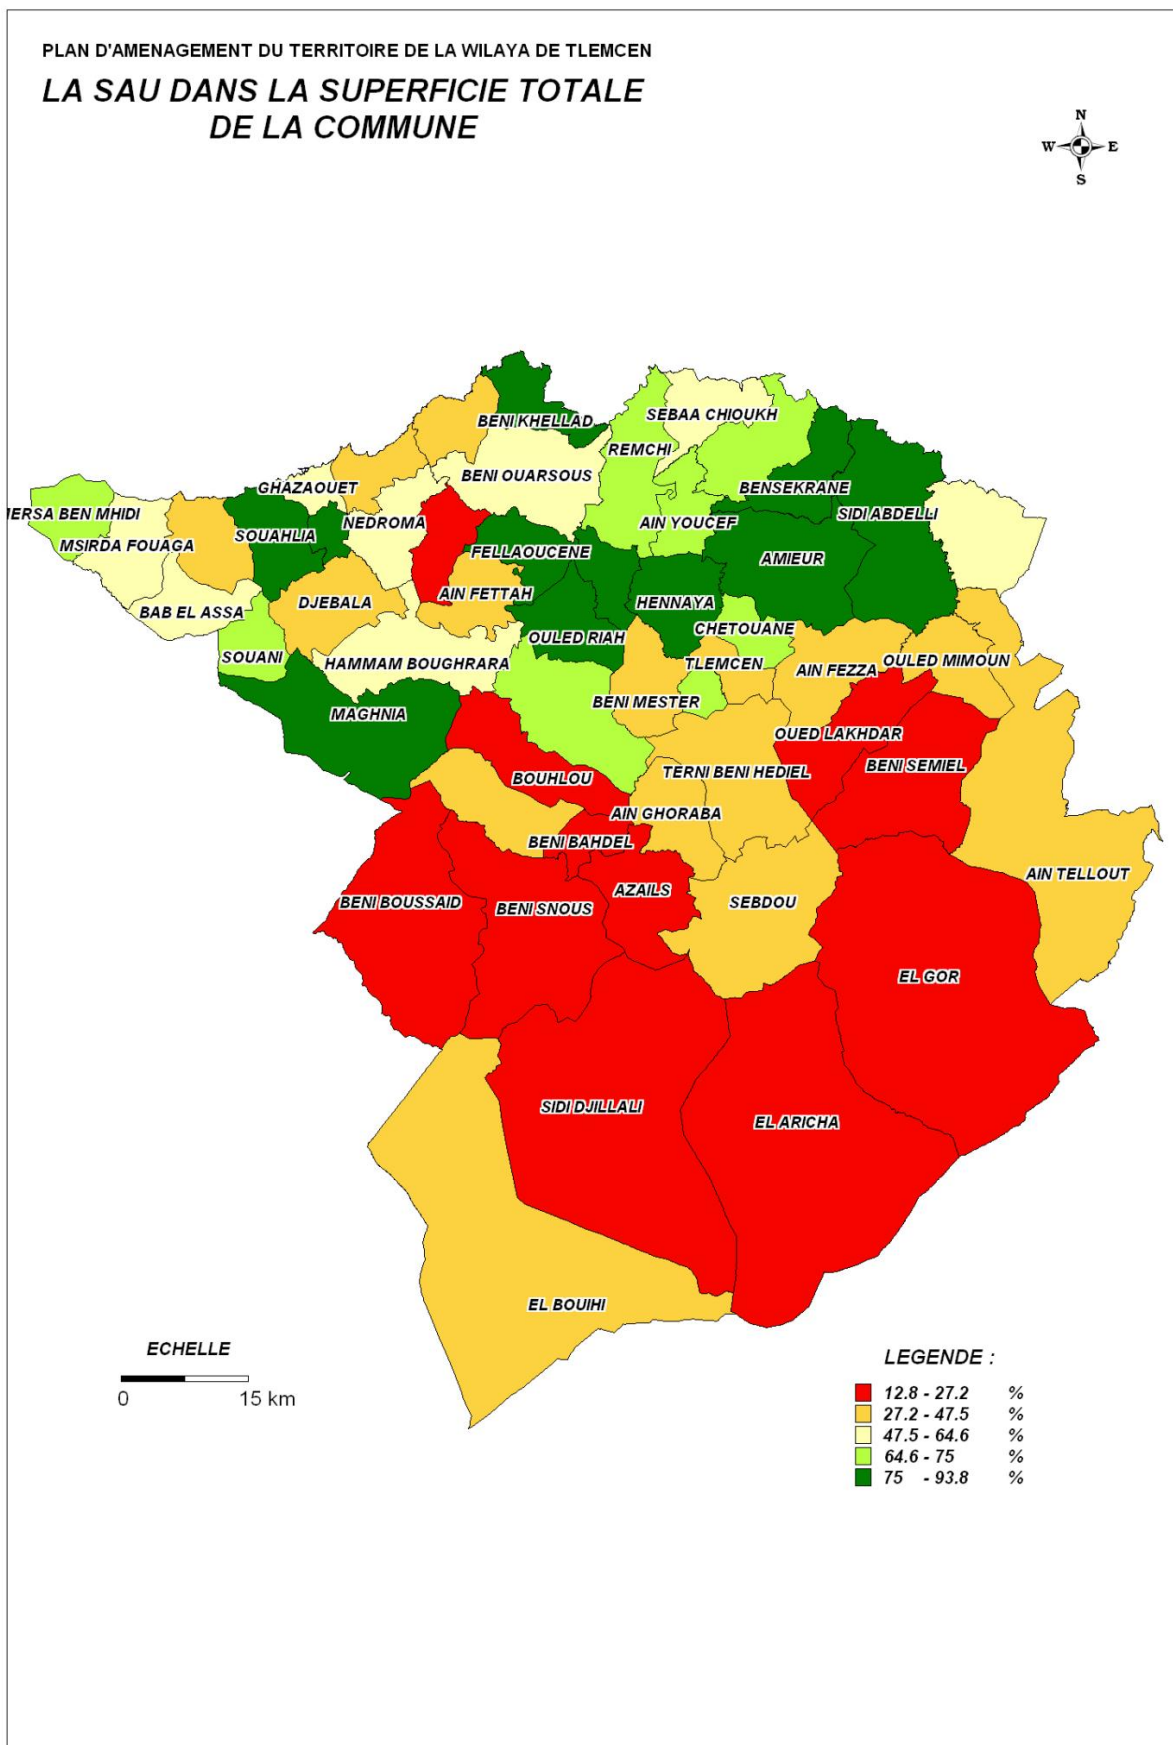 PLAN D'AMENAGEMENT DU TERRITOIRE DE LA WILAYA DE TLEMCEN
LA SAU DANS LA SUPERFICIE TOTALE
DE LA COMMUNE
N
W E
S
BENI KHELLAD
SEBAA CHIOUKH
REMCHI
BENI OUARSOUS
GHAZAOUET
BENSEKRANE
IERSA BEN MHIDI
SIDI ABDELLI
NEDROMA
AIN YOUCEF
SOUAHLIA
MSIRDA FOUAGA
FELLAOUCENE
AMIEUR
AIN FETTAH
DJEBALA
HENNAYA
BAB EL ASSA
CHETOUANE
OULED RIAH
SOUANI
HAMMAM BOUGHRARA
TLEMCEN
OULED MIMOUN
AIN FEZZA
BENI MESTER
MAGHNIA
OUED LAKHDAR
TERNI BENI HEDIEL
BENI SEMIEL
BOUHLOU
AIN GHORABA
BENI BAHDEL
AIN TELLOUT
AZAILS
BENI BOUSSAID
SEBDOU
BENI SNOUS
EL GOR
SIDI DJILLALI
EL ARICHA
EL BOUIHI
ECHELLE
0 15 km
LEGENDE :
12.8 - 27.2 %
27.2 - 47.5 %
47.5 - 64.6 %
64.6 - 75 %
75 - 93.8 %